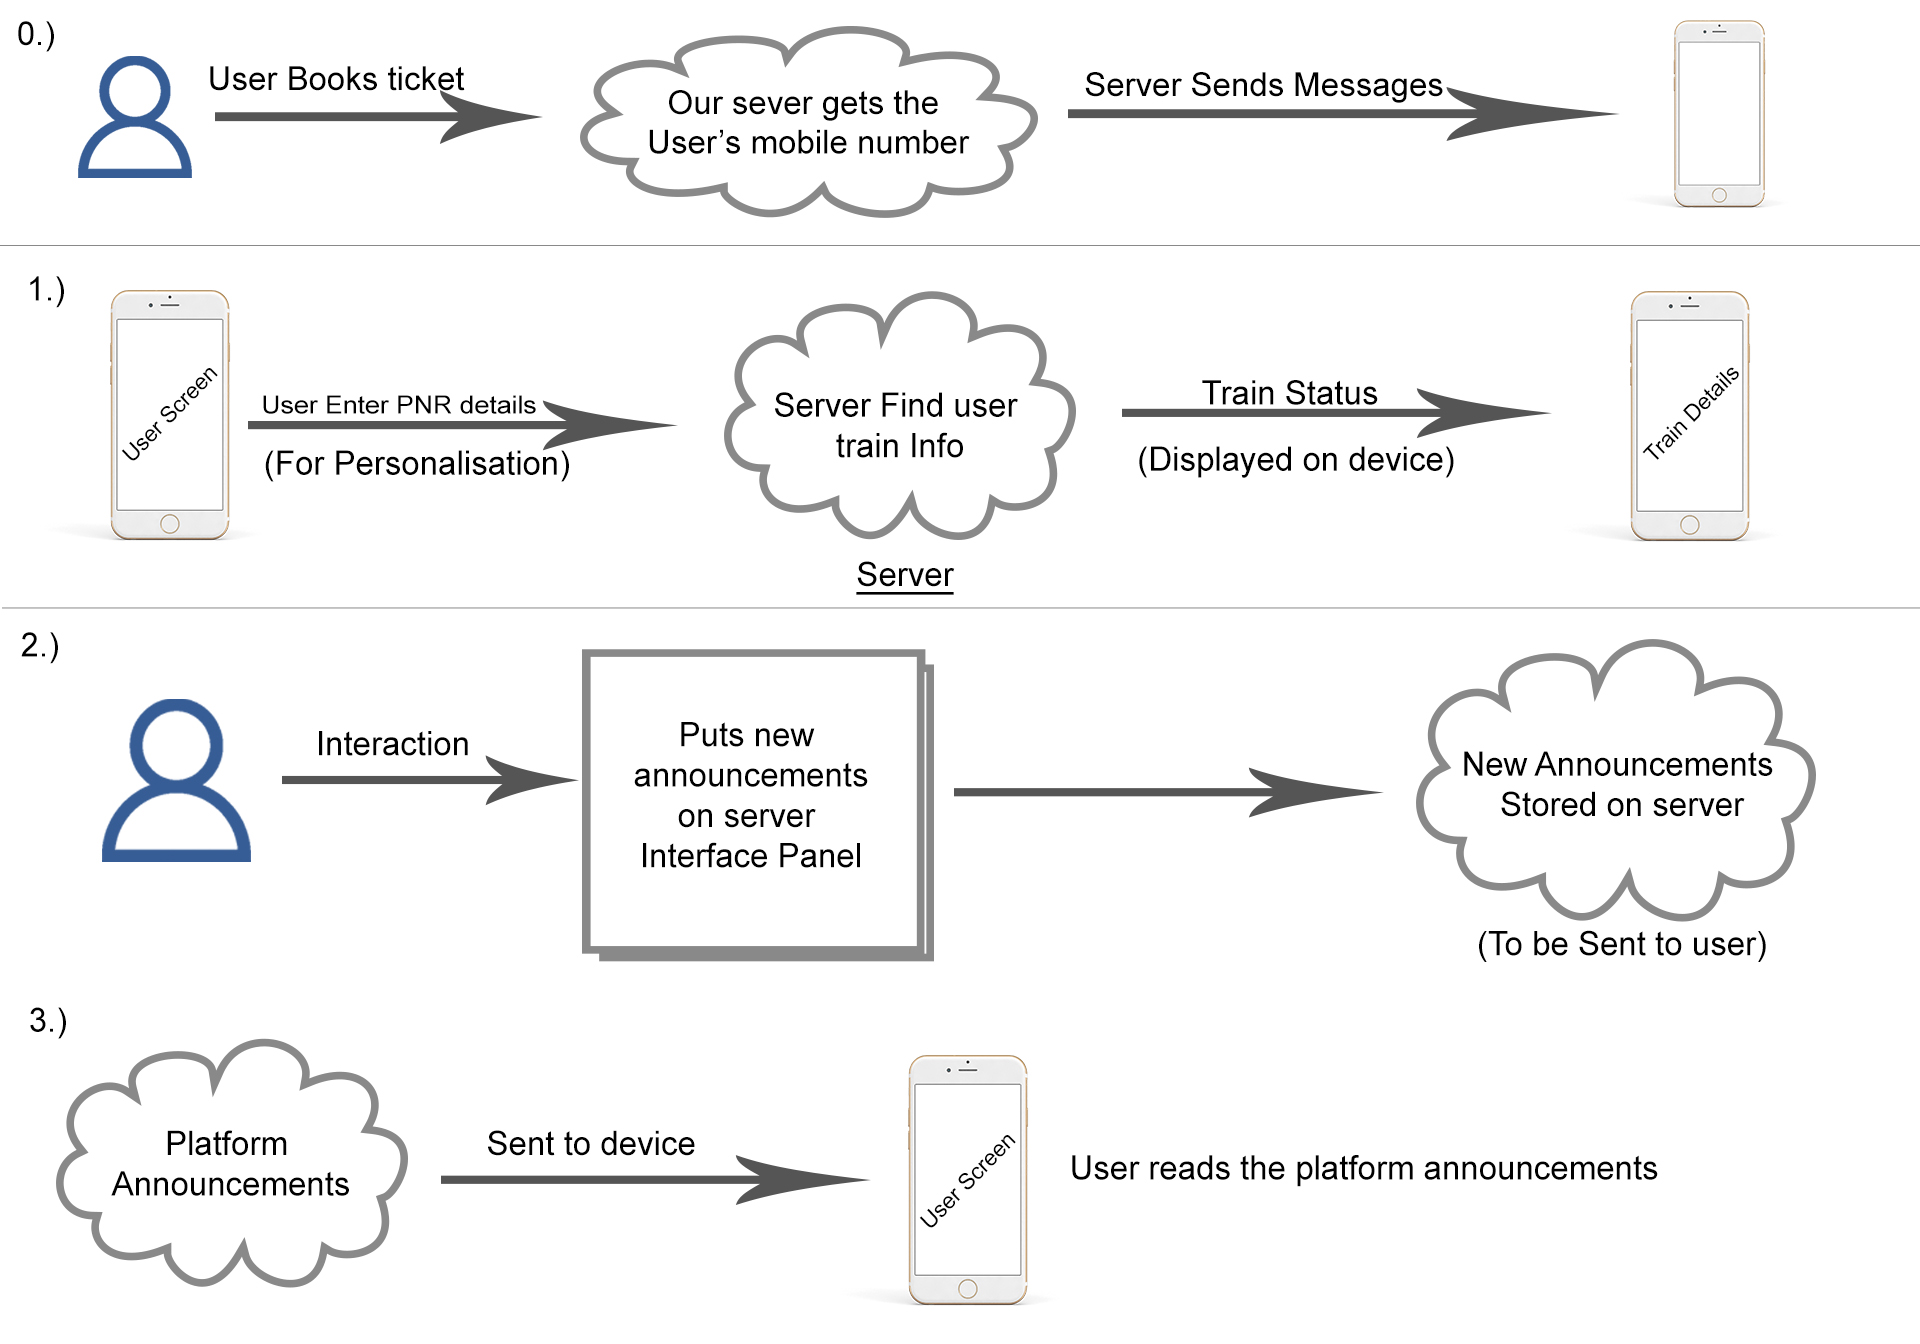 0.)
User Books ticket
Our sever gets the
User’s mobile number
Server Sends Messages
1.)
User Screen
User Enter PNR details
(For Personalisation)
Server Find user
train Info
Server
Train Status
(Displayed on device)
Train Details
2.)
Interaction
Puts new
announcements
on server
Interface Panel
New Announcements
Stored on server
(To be Sent to user)
3.)
Platform
Announcements
Sent to device
User Screen
User reads the platform announcements